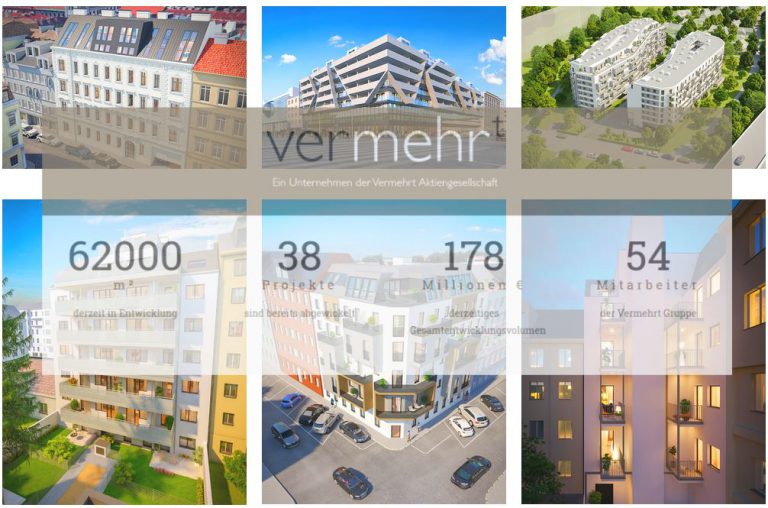 vermehrt
Ein Unternehmen der Vermehrt Aktiengesellschaft
62000
m²
derzeit in Entwicklung
38
Projekte
sind bereits abgewickelt
178
Millionen €
derzeitiges
Gesamtentwicklungsvolumen
54
Mitarbeiter
der Vermehrt Gruppe